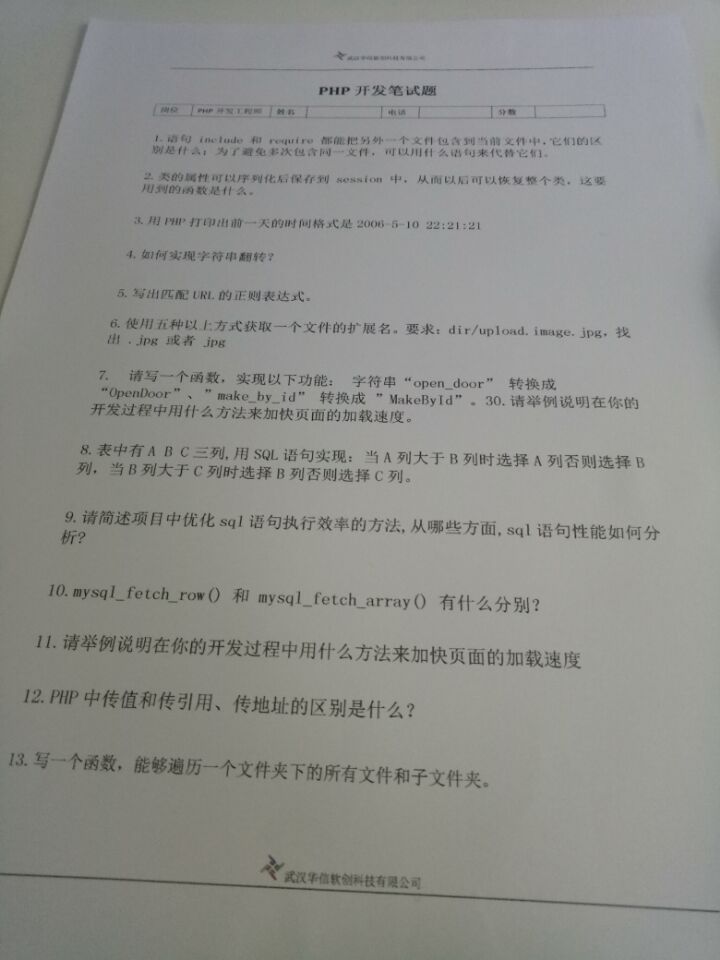 武汉华信软创科技有限公司
PHP 开发笔试题
岗位 PHP 开发工程师 姓名 电话 分数
1. 语句 include 和 require 都能把另外一个文件包含到当前文件中,它们的区
别是什么；为了避免多次包含同一文件，可以用什么语句来代替它们。
2. 类的属性可以序列化后保存到 session 中，从而以后可以恢复整个类，这要
用到的函数是什么。
3. 用 PHP 打印出前一天的时间格式是 2006-5-10 22:21:21
4. 如何实现字符串翻转？
5. 写出匹配 URL 的正则表达式。
6. 使用五种以上方式获取一个文件的扩展名。要求：dir/upload.image.jpg，找
出 .jpg 或者 jpg
7. 请写一个函数，实现以下功能： 字符串“open_door” 转换成
“OpenDoor”、”make_by_id” 转换成 ”MakeById”。30.请举例说明在你的
开发过程中用什么方法来加快页面的加载速度。
8. 表中有 A B C 三列,用 SQL 语句实现：当 A 列大于 B 列时选择 A 列否则选择 B
列，当 B 列大于 C 列时选择 B 列否则选择 C 列。
9. 请简述项目中优化 sql 语句执行效率的方法,从哪些方面,sql 语句性能如何分
析?
10. mysql_fetch_row() 和 mysql_fetch_array() 有什么分别?
11. 请举例说明在你的开发过程中用什么方法来加快页面的加载速度
12. PHP 中传值和传引用、传地址的区别是什么?
13. 写一个函数，能够遍历一个文件夹下的所有文件和子文件夹。
武汉华信软创科技有限公司